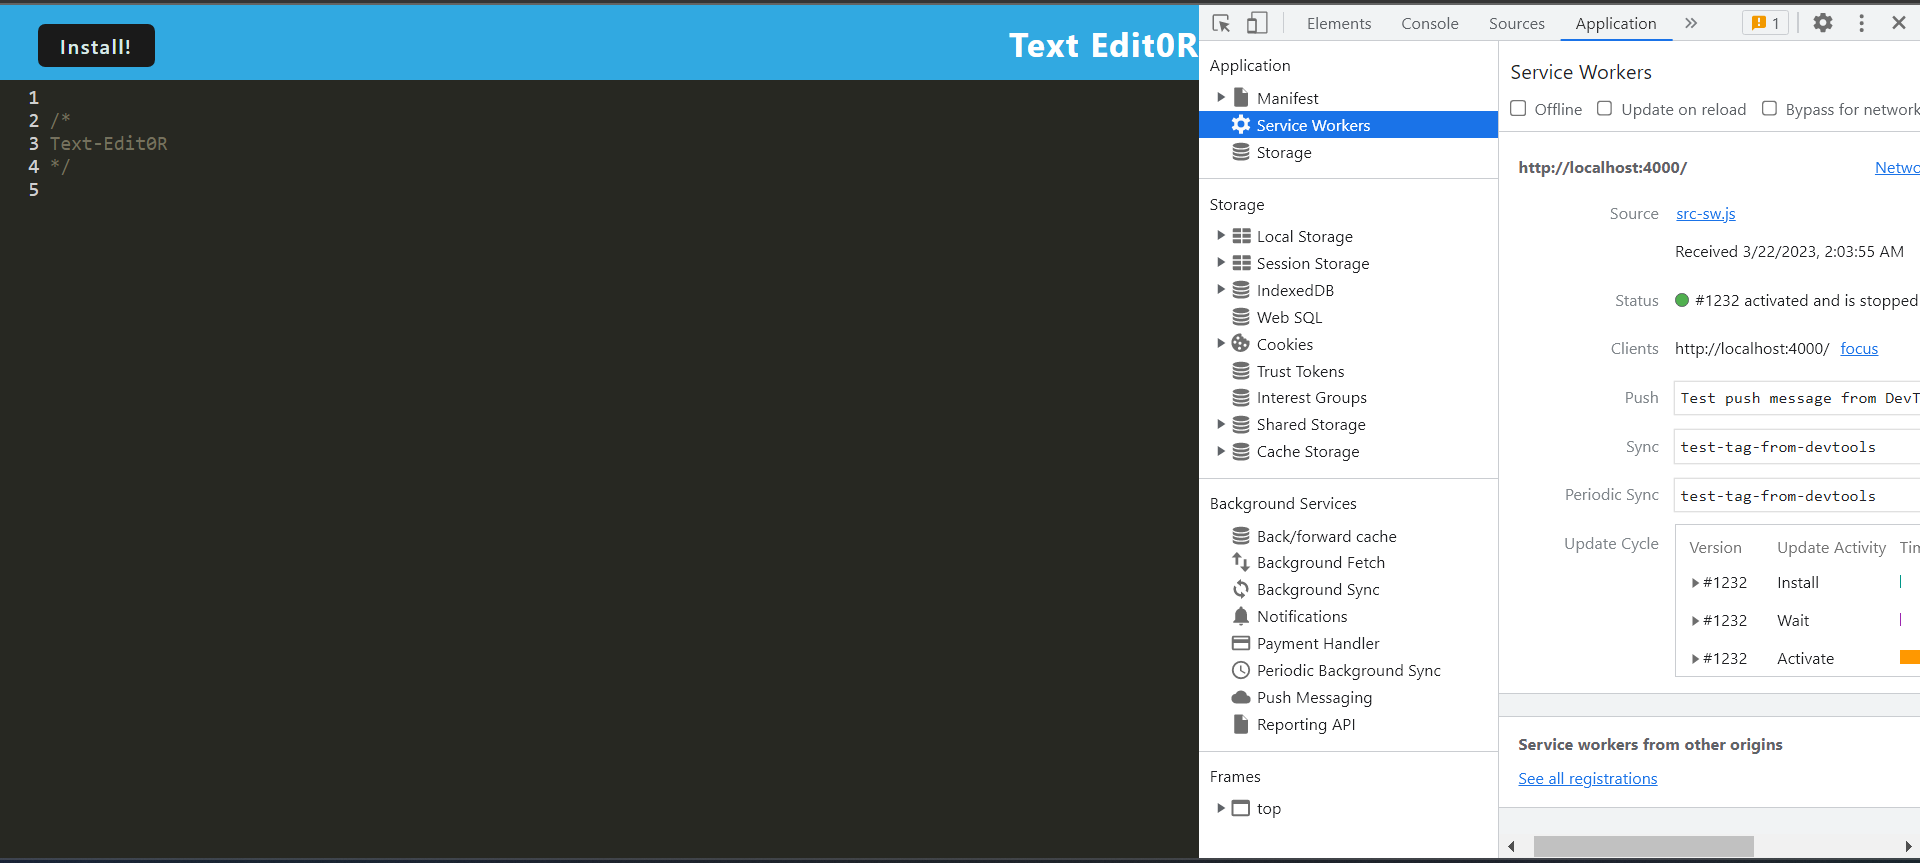 Install!
Text Edit0R
1
2 /*
3 Text-Edit0R
4 */
5
Elements Console Sources Application 1
Application
Manifest
Service Workers
Storage
Storage
Local Storage
Session Storage
IndexedDB
Web SQL
Cookies
Trust Tokens
Interest Groups
Shared Storage
Cache Storage
Background Services
Back/forward cache
Background Fetch
Background Sync
Notifications
Payment Handler
Periodic Background Sync
Push Messaging
Reporting API
Frames
top
Service Workers
Offline Update on reload Bypass for network
http://localhost:4000/ Netwo
Source src-sw.js
Received 3/22/2023, 2:03:55 AM
Status #1232 activated and is stopped
Clients http://localhost:4000/ focus
Push Test push message from DevT
Sync test-tag-from-devtools
Periodic Sync test-tag-from-devtools
Update Cycle Version Update Activity Tim
#1232 Install
#1232 Wait
#1232 Activate
Service workers from other origins
See all registrations